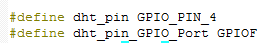 #define dht_pin GPIO_PIN_4
#define dht_pin_GPIO_Port GPIOF